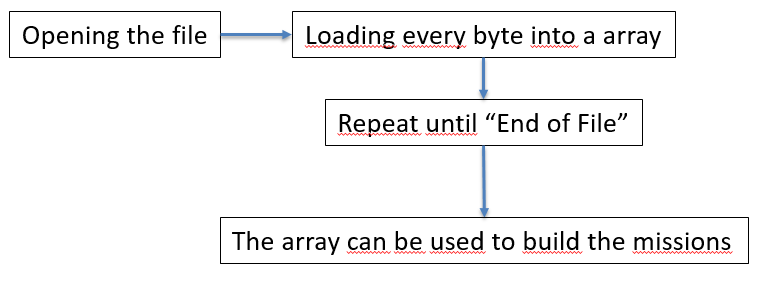 Opening the file
Loading every byte into a array
Repeat until “End of File”
The array can be used to build the missions